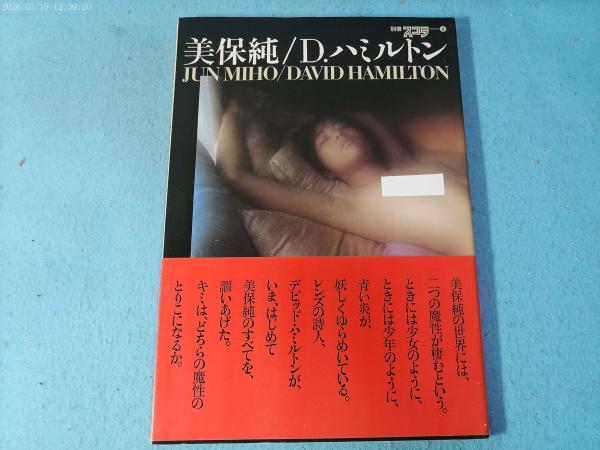 2026/03/19 12:39:20
別冊スコラ
美保純/D.ハミルトン
JUN MIHO/DAVID HAMILTON
美保純の世界には、
二つの魔性が棲むという。
ときには少女のように、
ときには少年のように、
青い炎が、
妖しくゆらめいている。
レンズの詩人、
デビッド・ハミルトンが、
いま、はじめて
美保純のすべてを、
謳いあげた。
キミは、どちらの魔性の
とりこになるか。